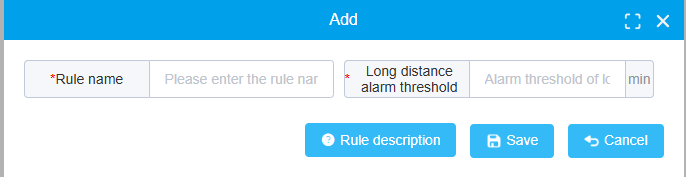 Add
*Rule name
Please enter the rule nar
* Long distance
alarm threshold
Alarm threshold of lo
min
Rule description
Save
Cancel